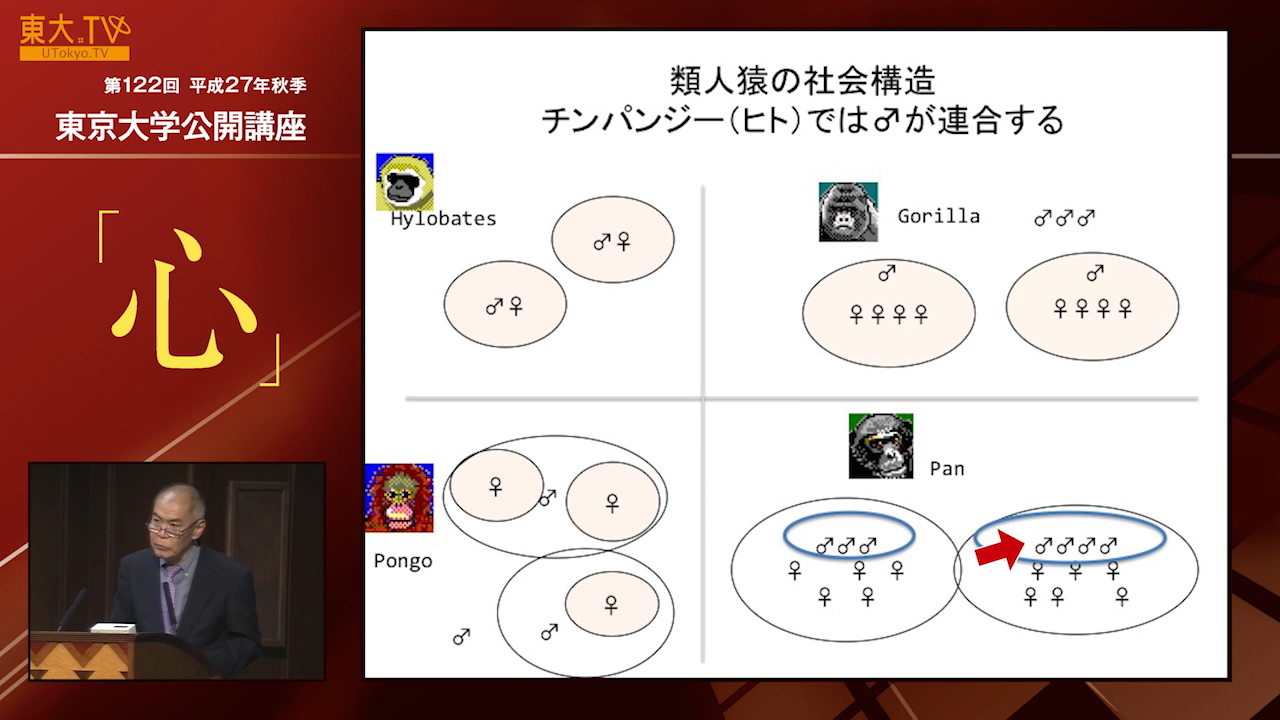 東大.TV
UTokyo.TV
第122回 平成27年秋季
東京大学公開講座
「心」
類人猿の社会構造
チンパンジー(ヒト)では♂が連合する
Hylobates
♂♀
♂♀
Gorilla
♂♂♂
♂
♀♀♀♀
♂
♀♀♀♀
Pongo
♀
♂
♀
♀
♂
♂
Pan
♂♂♂
♀ ♀ ♀
♀ ♀
♂♂♂♂
♀ ♀ ♀
♀♀ ♀